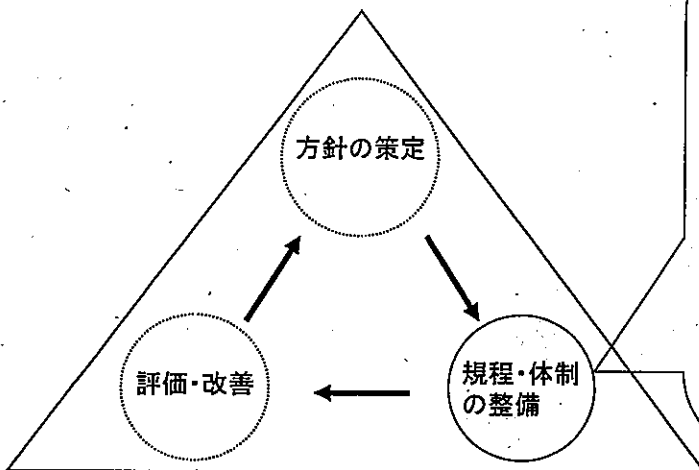 方針の策定
評価・改善
規程・体制
の整備